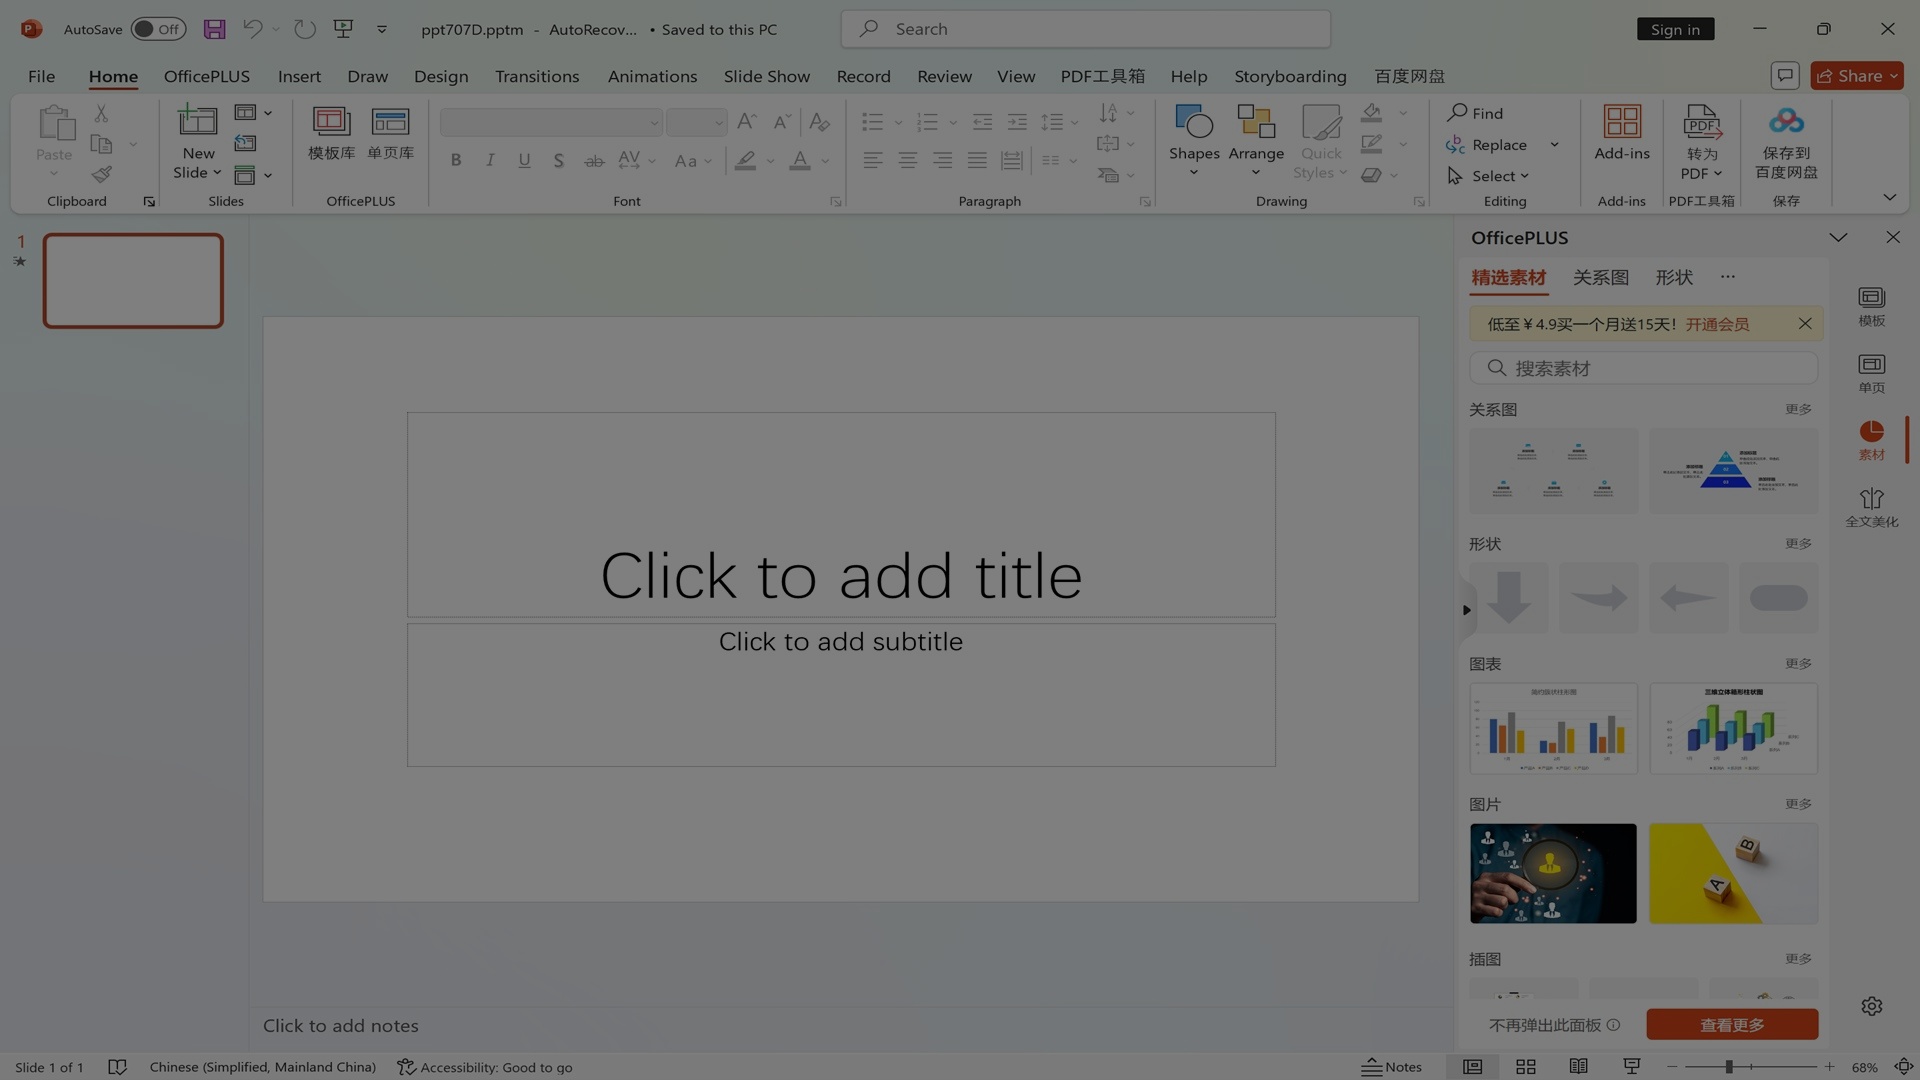 AutoSave Off
ppt707D.pptm - AutoRecov... • Saved to this PC
Search
Sign in
File Home OfficePLUS Insert Draw Design Transitions Animations Slide Show Record Review View PDF工具箱 Help Storyboarding 百度网盘
Share
Paste
Clipboard
New
Slide
Slides
模板库 单页库
OfficePLUS
Font
Paragraph
Shapes
Arrange
Quick
Styles
Drawing
Find
Replace
Select
Editing
Add-ins
Add-ins
转为
PDF
PDF工具箱
保存到
百度网盘
保存
1
Click to add title
Click to add subtitle
Click to add notes
OfficePLUS
精选素材 关系图 形状 ...
低至￥4.9买一个月送15天！开通会员
搜索素材
关系图 更多
形状 更多
图表 更多
三维立体簇形柱状图
图片 更多
B
A
插图 更多
不再弹出此面板 查看更多
模板
单页
素材
全文美化
Slide 1 of 1 Chinese (Simplified, Mainland China) Accessibility: Good to go Notes 68%